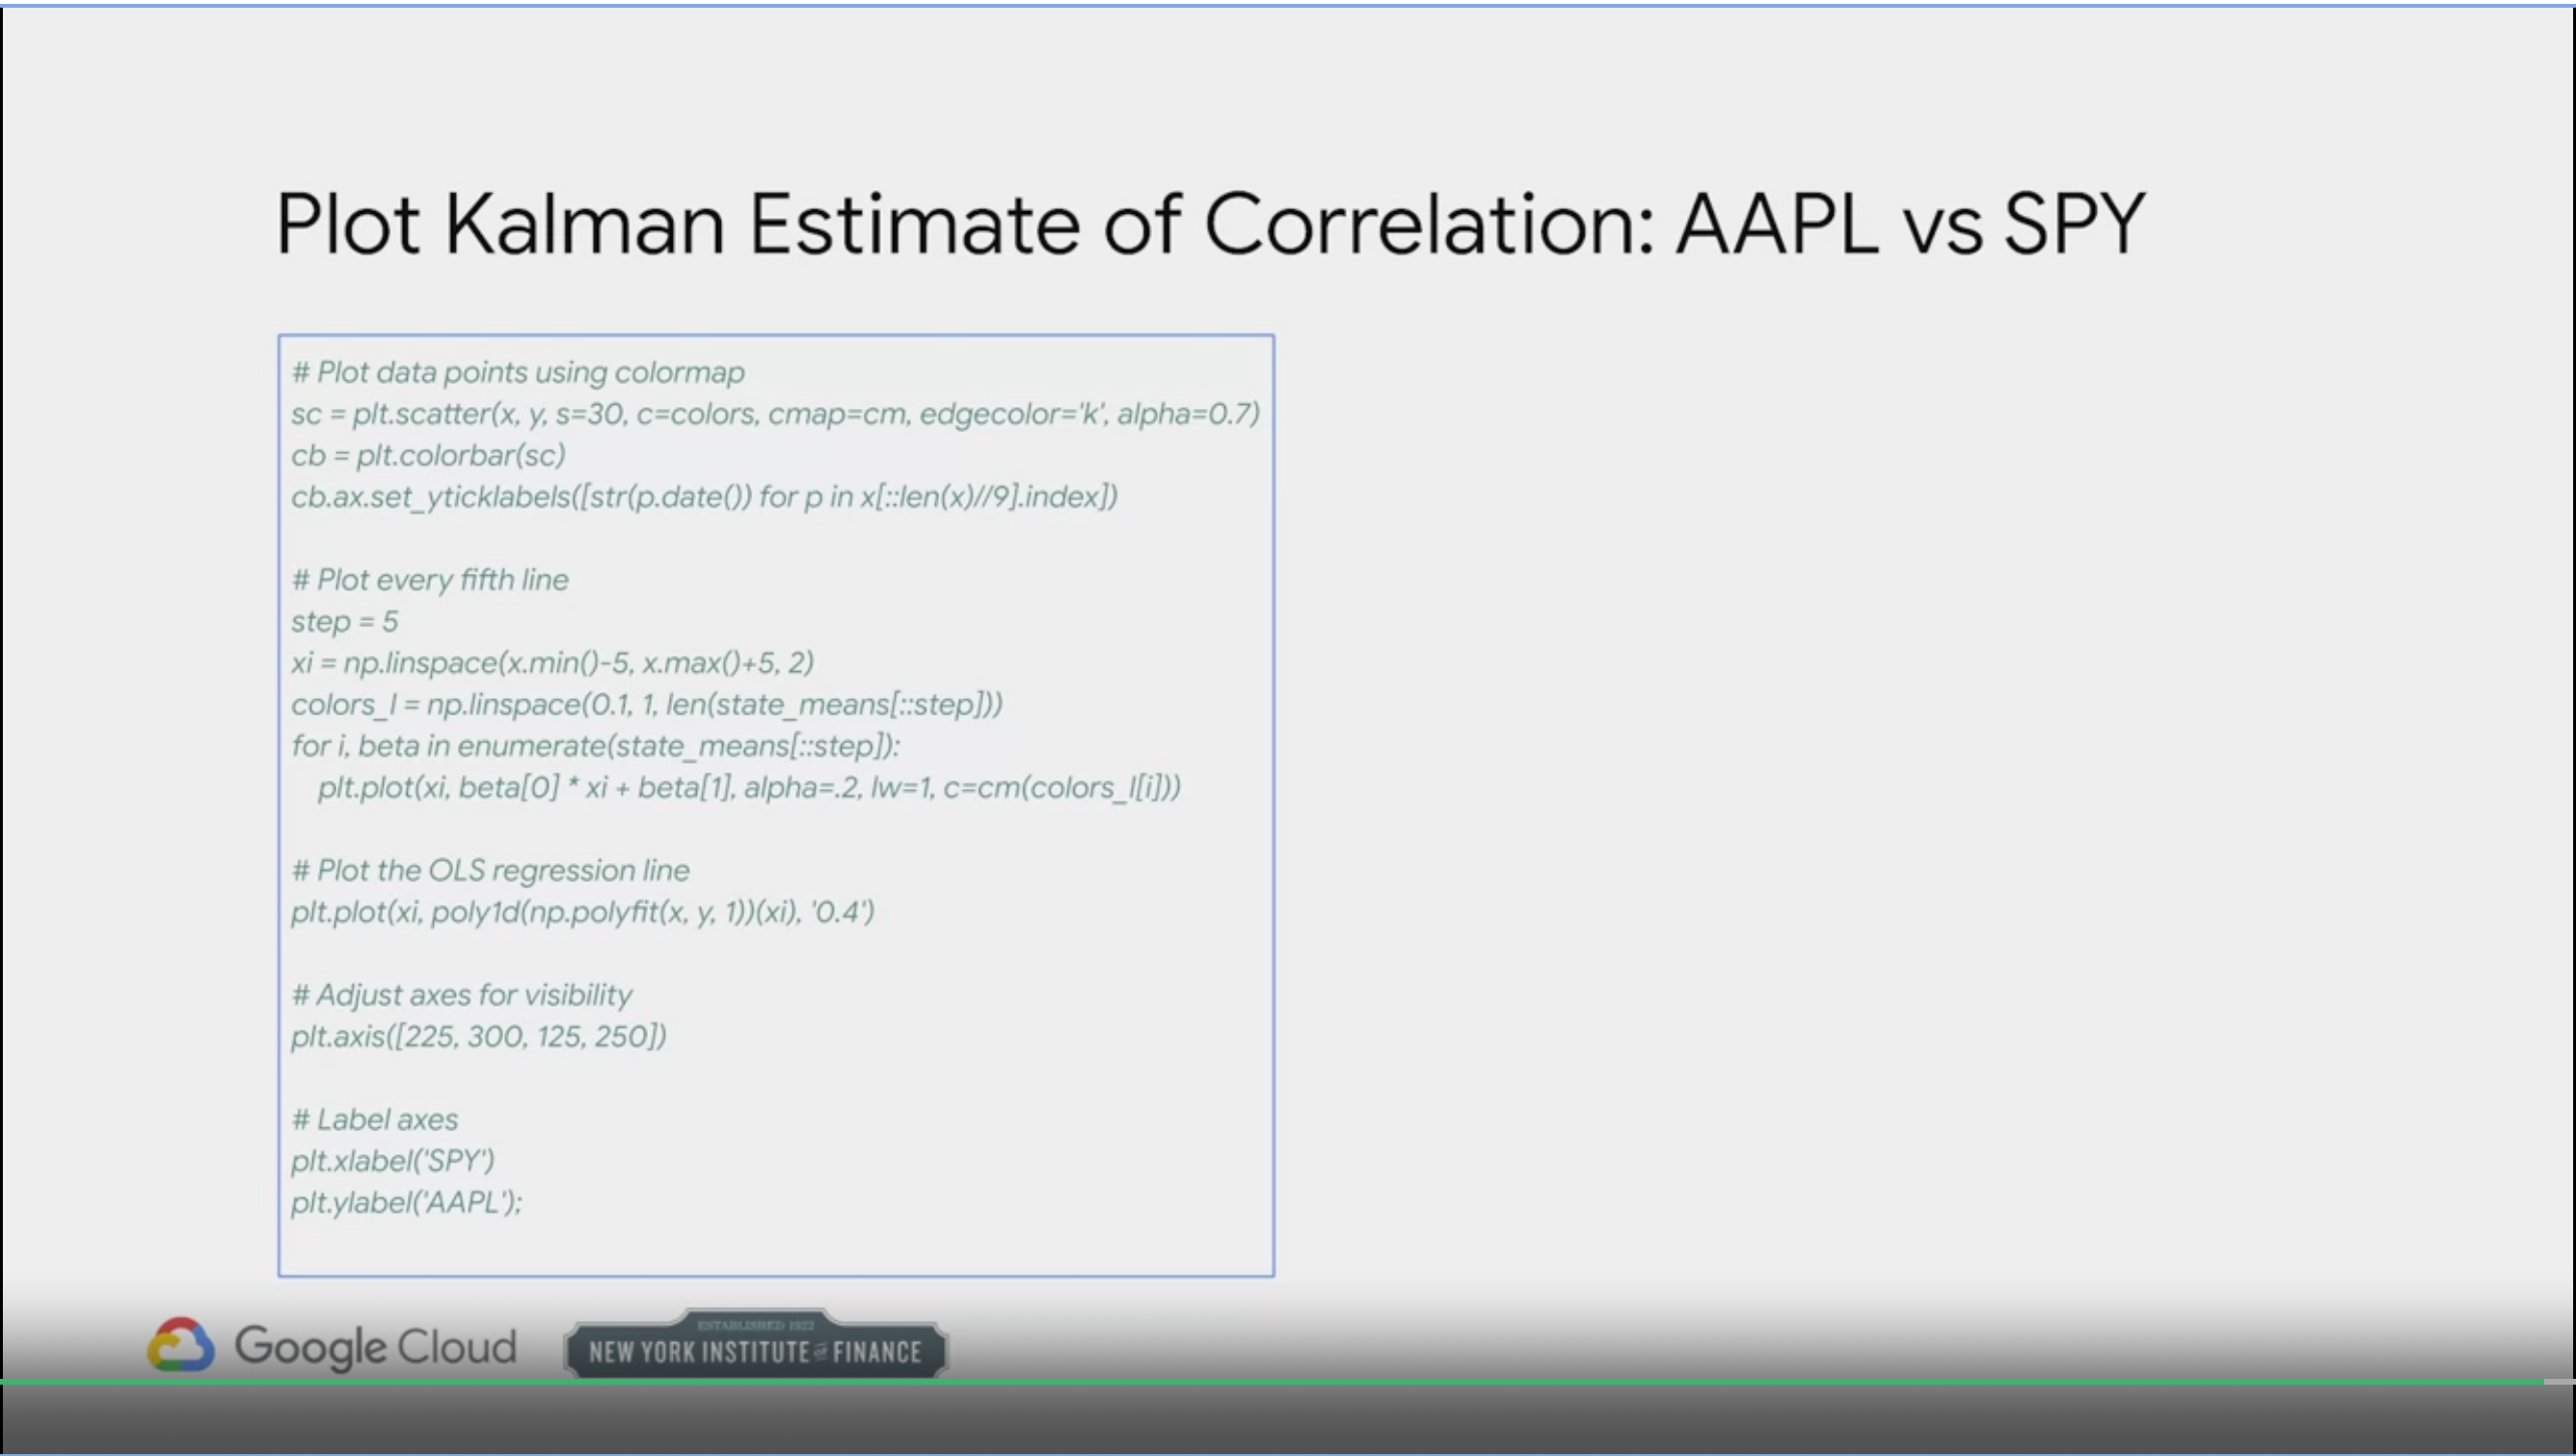 Plot Kalman Estimate of Correlation: AAPL vs SPY
# Plot data points using colormap
sc = plt.scatter(x, y, s=30, c=colors, cmap=cm, edgecolor='k', alpha=0.7)
cb = plt.colorbar(sc)
cb.ax.set_yticklabels([str(p.date()) for p in x[::len(x)//9].index])
# Plot every fifth line
step = 5
xi = np.linspace(x.min()-5, x.max()+5, 2)
colors_l = np.linspace(0.1, 1, len(state_means[::step]))
for i, beta in enumerate(state_means[::step]):
    plt.plot(xi, beta[0] * xi + beta[1], alpha=.2, lw=1, c=cm(colors_l[i]))
# Plot the OLS regression line
plt.plot(xi, poly1d(np.polyfit(x, y, 1))(xi), '0.4')
# Adjust axes for visibility
plt.axis([225, 300, 125, 250])
# Label axes
plt.xlabel('SPY')
plt.ylabel('AAPL');
Google Cloud
ESTABLISHED 1922
NEW YORK INSTITUTE OF FINANCE